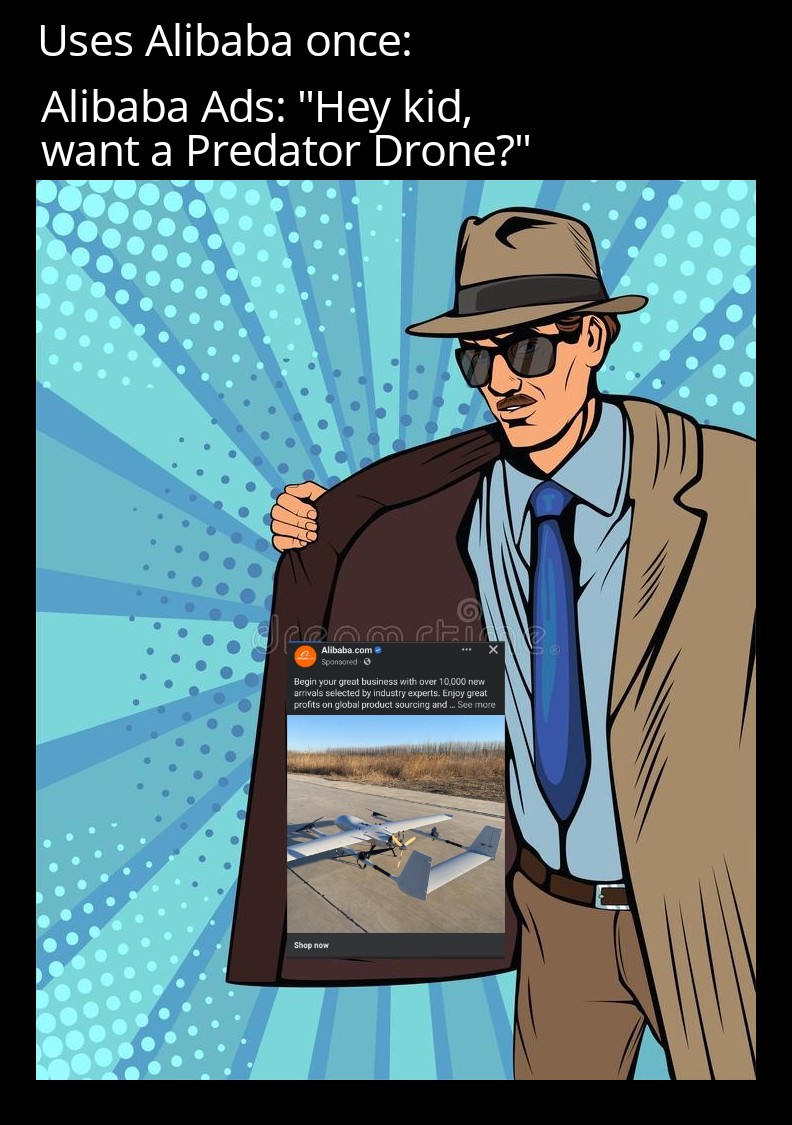 Uses Alibaba once:
Alibaba Ads: "Hey kid,
want a Predator Drone?"
dreamstime®
Alibaba.com
Sponsored ·
Begin your great business with over 10,000 new
arrivals selected by industry experts. Enjoy great
profits on global product sourcing and ... See more
Shop now